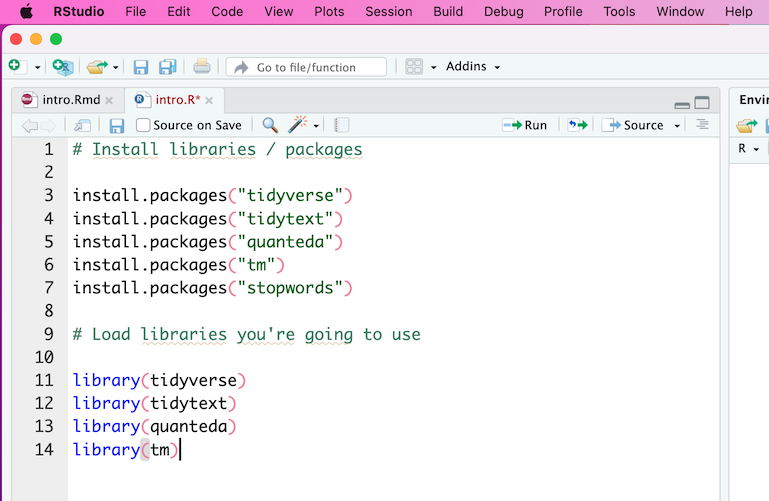 RStudio File Edit Code View Plots Session Build Debug Profile Tools Window Help
Go to file/function Addins
intro.Rmd intro.R*
Source on Save Run Source
1 # Install libraries / packages
2
3 install.packages("tidyverse")
4 install.packages("tidytext")
5 install.packages("quanteda")
6 install.packages("tm")
7 install.packages("stopwords")
8
9 # Load libraries you're going to use
10
11 library(tidyverse)
12 library(tidytext)
13 library(quanteda)
14 library(tm)
R